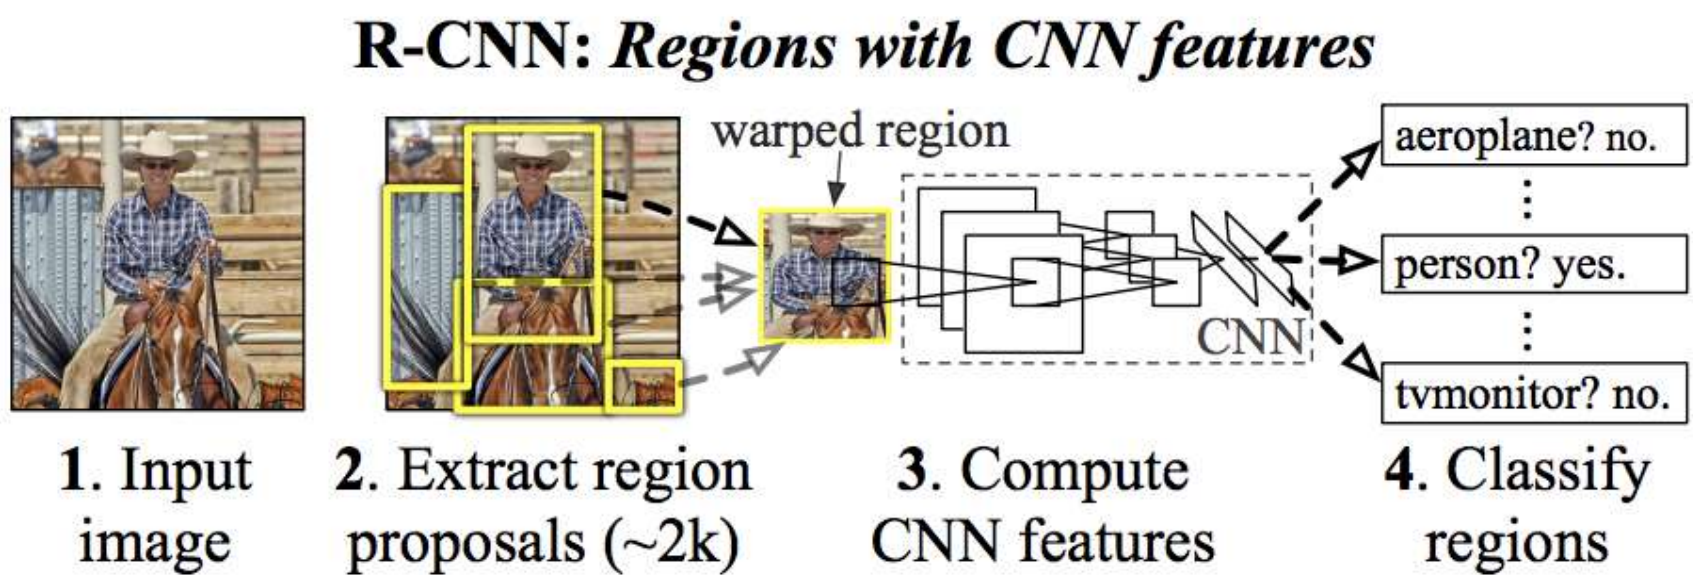 R-CNN: Regions with CNN features
warped region
aeroplane? no.
person? yes.
CNN
tvmonitor? no.
1. Input
image
2. Extract region
proposals (~2k)
3. Compute
CNN features
4. Classify
regions